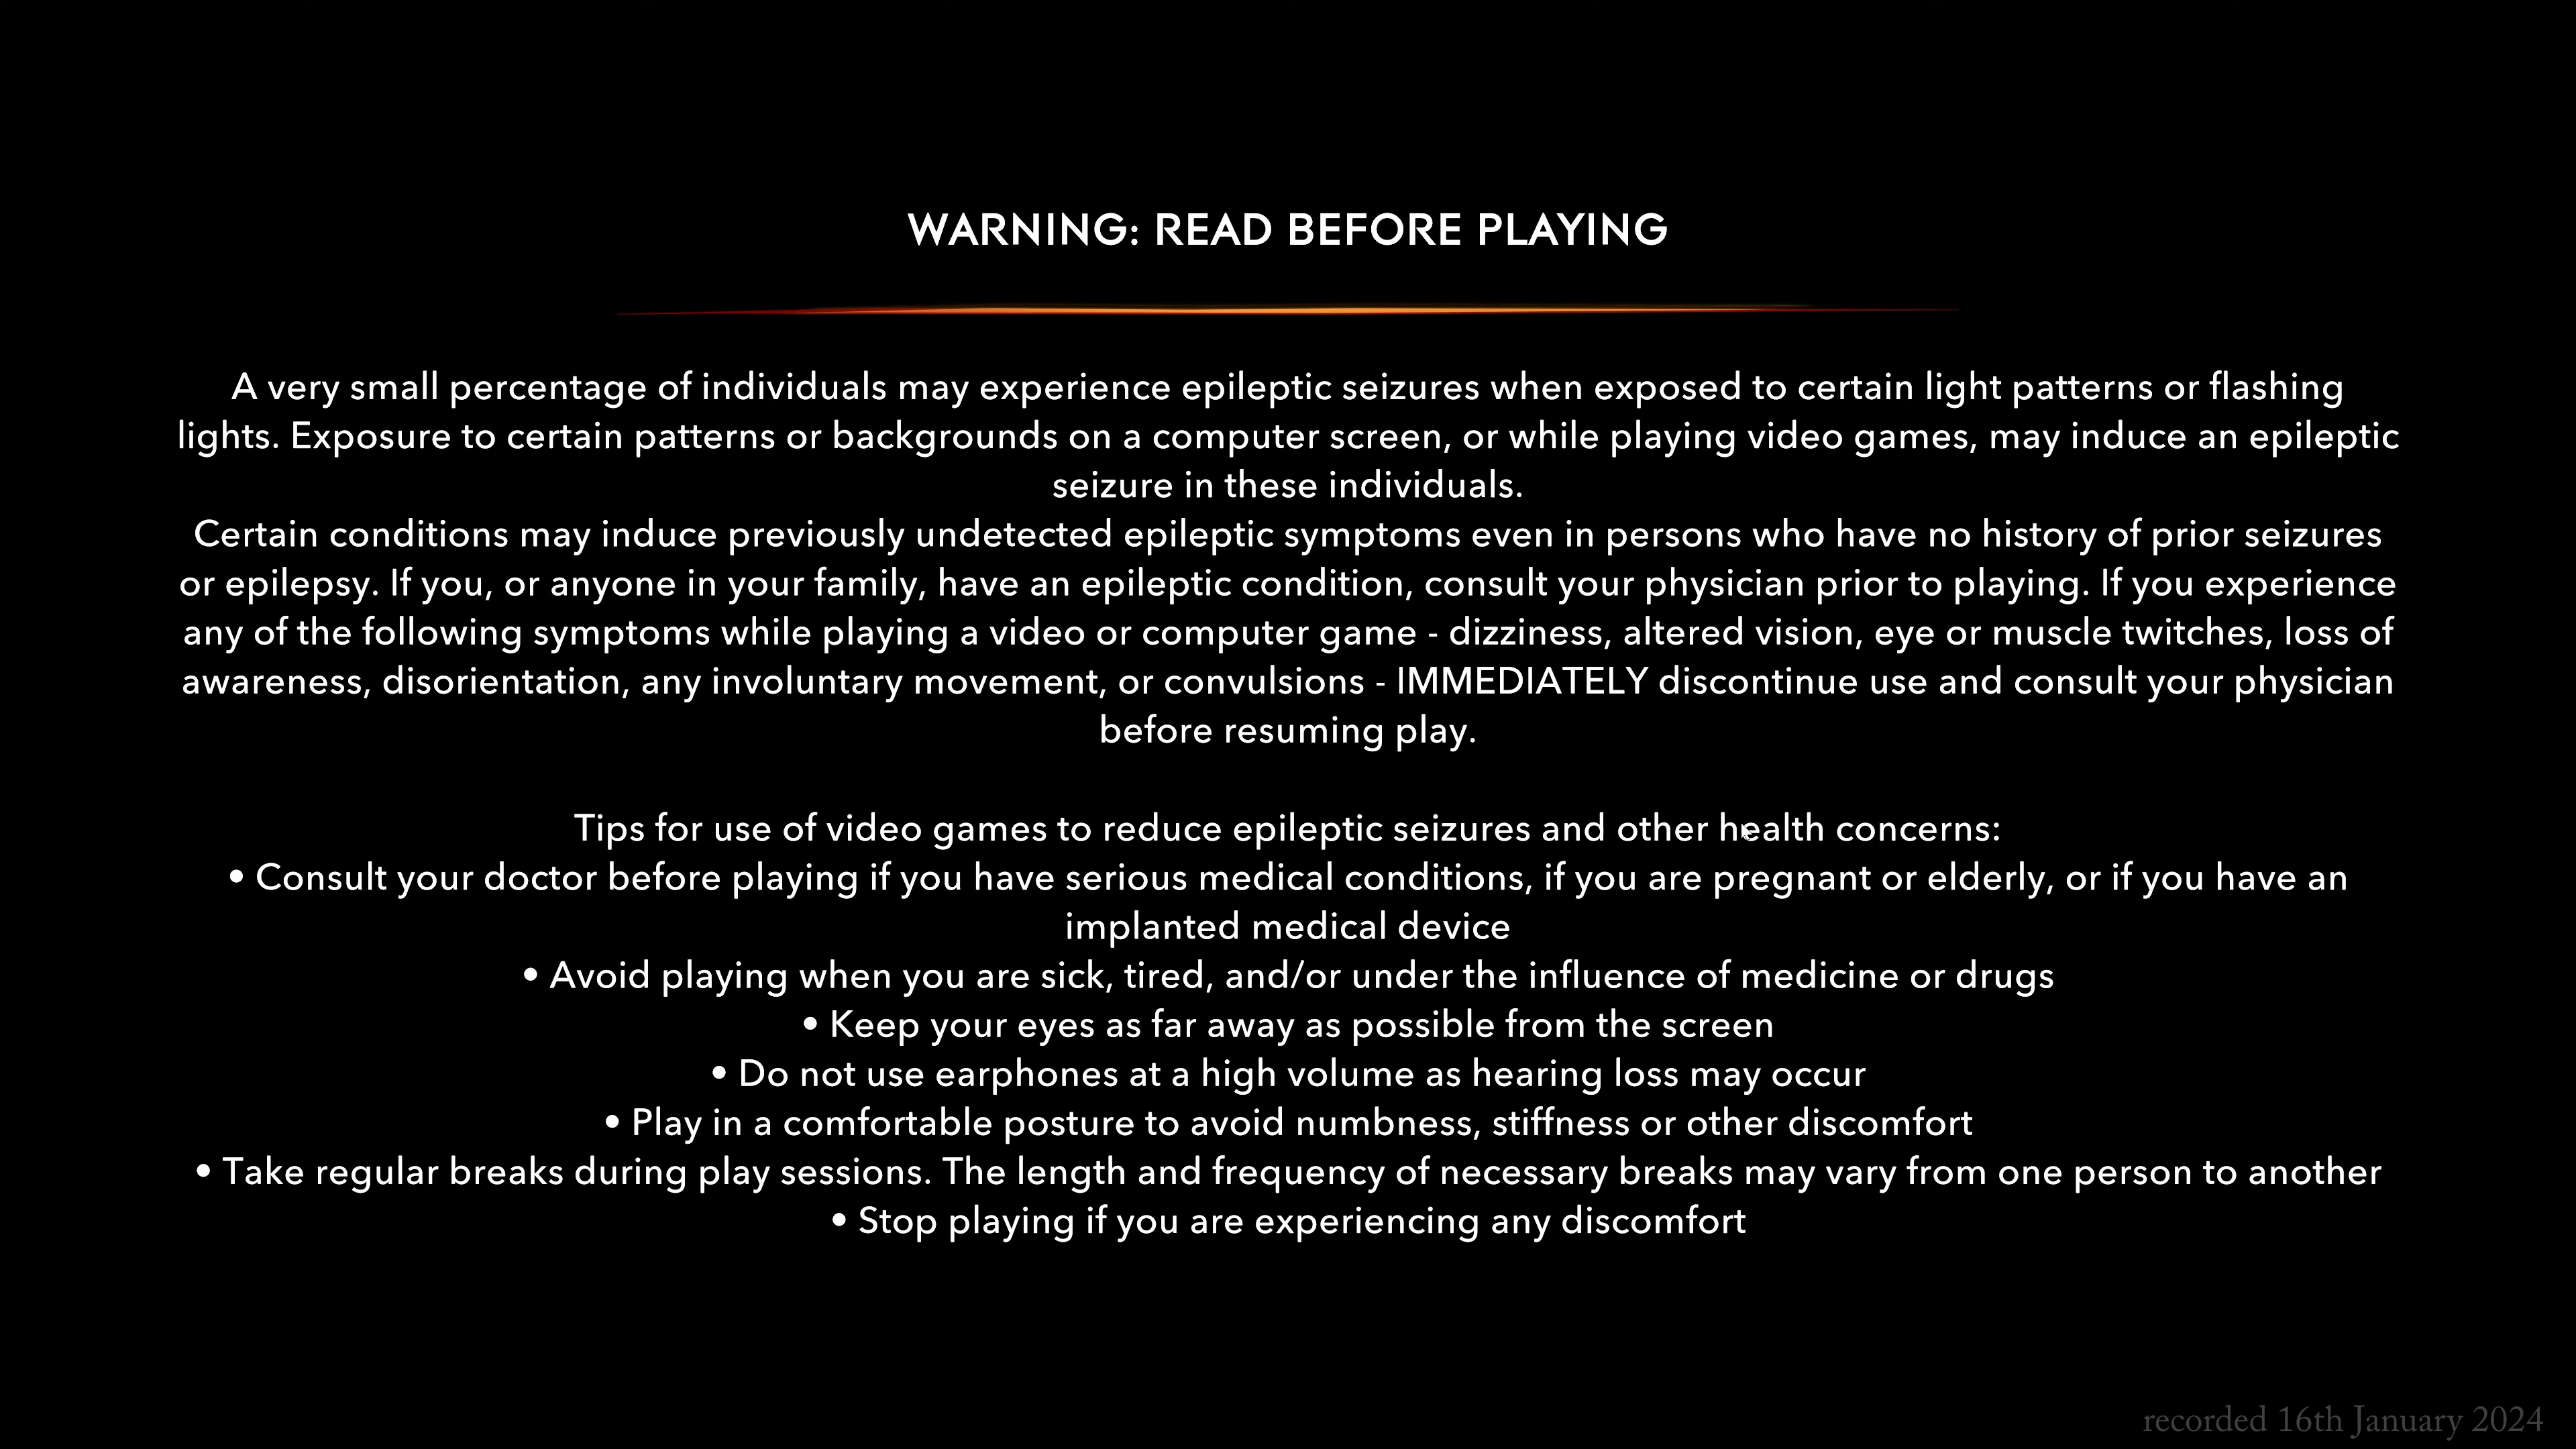 WARNING: READ BEFORE PLAYING
A very small percentage of individuals may experience epileptic seizures when exposed to certain light patterns or flashing
lights. Exposure to certain patterns or backgrounds on a computer screen, or while playing video games, may induce an epileptic
seizure in these individuals.
Certain conditions may induce previously undetected epileptic symptoms even in persons who have no history of prior seizures
or epilepsy. If you, or anyone in your family, have an epileptic condition, consult your physician prior to playing. If you experience
any of the following symptoms while playing a video or computer game - dizziness, altered vision, eye or muscle twitches, loss of
awareness, disorientation, any involuntary movement, or convulsions - IMMEDIATELY discontinue use and consult your physician
before resuming play.
Tips for use of video games to reduce epileptic seizures and other health concerns:
• Consult your doctor before playing if you have serious medical conditions, if you are pregnant or elderly, or if you have an
implanted medical device
• Avoid playing when you are sick, tired, and/or under the influence of medicine or drugs
• Keep your eyes as far away as possible from the screen
• Do not use earphones at a high volume as hearing loss may occur
• Play in a comfortable posture to avoid numbness, stiffness or other discomfort
• Take regular breaks during play sessions. The length and frequency of necessary breaks may vary from one person to another
• Stop playing if you are experiencing any discomfort
recorded 16th January 2024